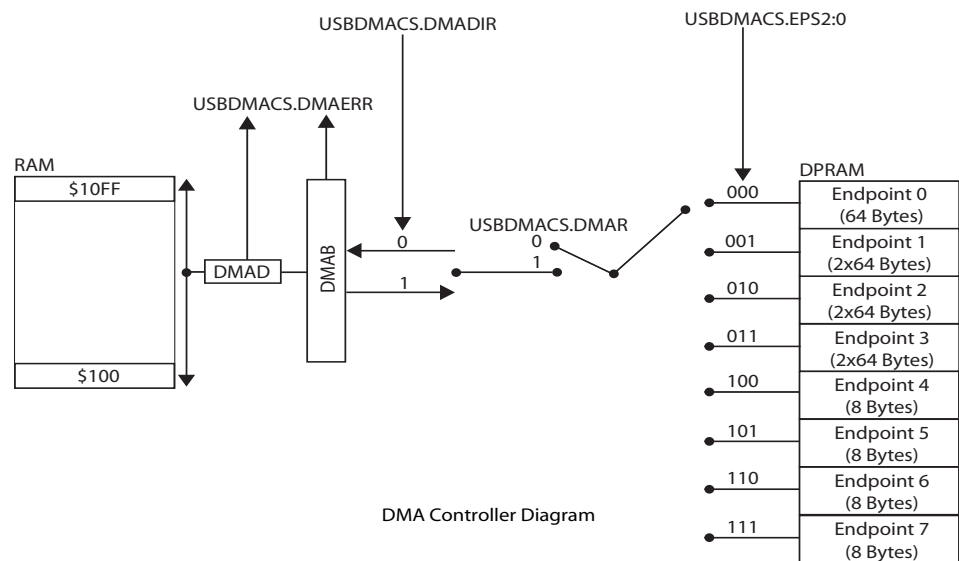 USBDMACS.DMADIR
USBDMACS.EPS2:0
USBDMACS.DMAERR
RAM
$10FF
$100
DMAD
DMAB
0
1
USBDMACS.DMAR
0
1
DPRAM
000
Endpoint 0
(64 Bytes)
001
Endpoint 1
(2x64 Bytes)
010
Endpoint 2
(2x64 Bytes)
011
Endpoint 3
(2x64 Bytes)
100
Endpoint 4
(8 Bytes)
101
Endpoint 5
(8 Bytes)
110
Endpoint 6
(8 Bytes)
111
Endpoint 7
(8 Bytes)
DMA Controller Diagram